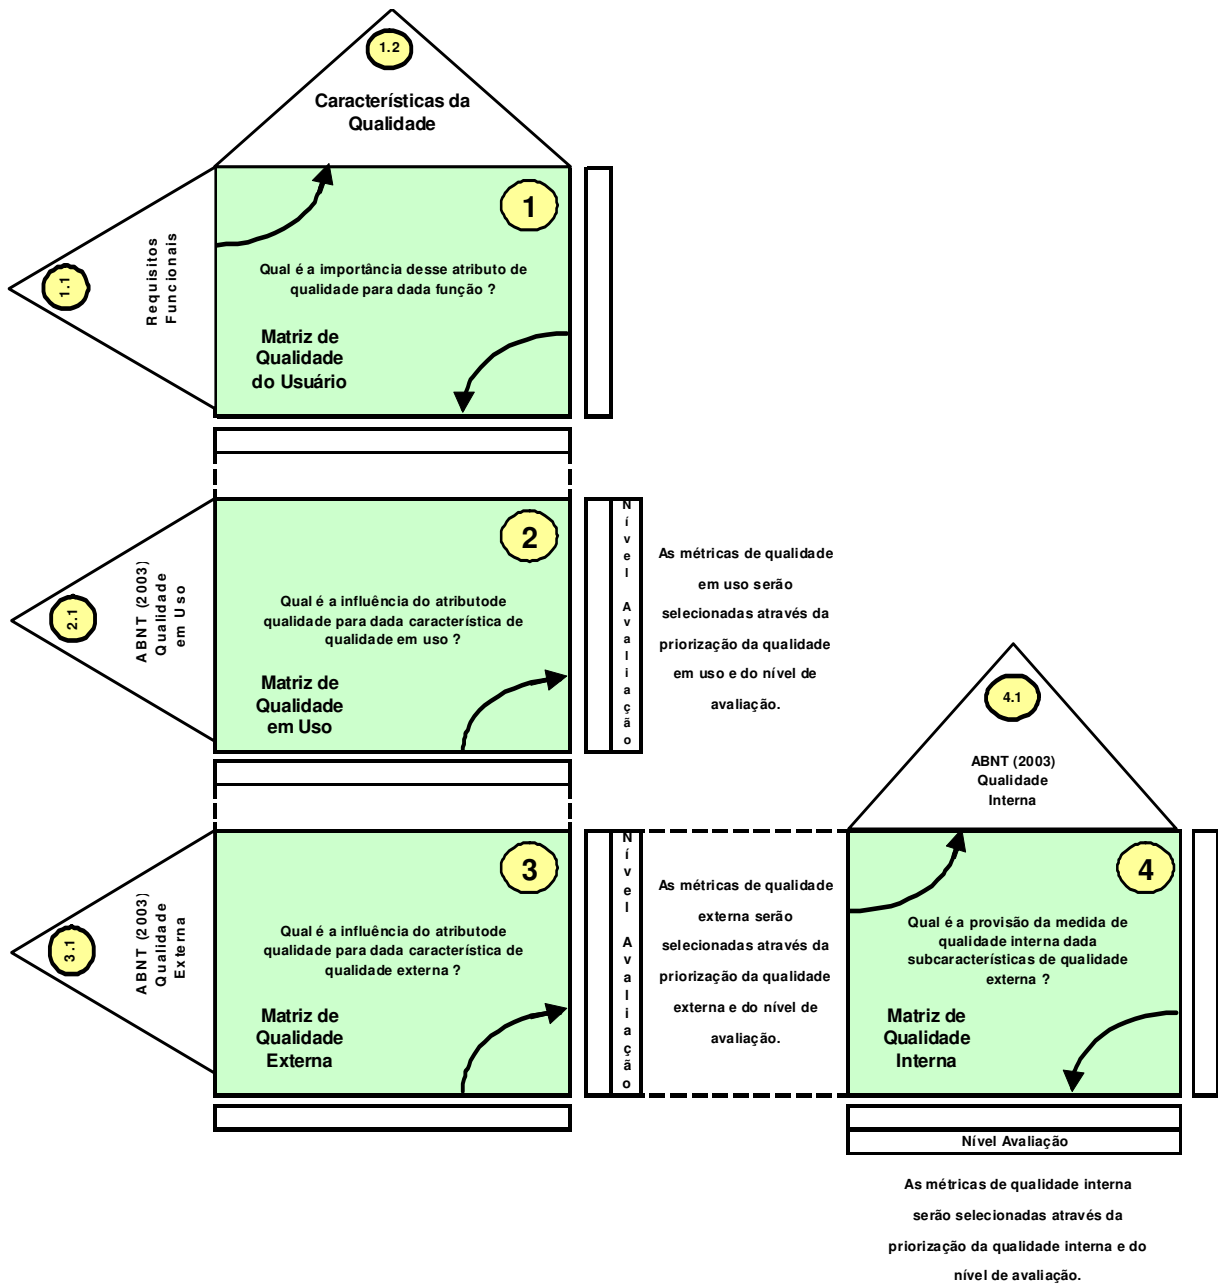 1.2
Características da
Qualidade
1
1.1
Requisitos
Funcionais
Qual é a importância desse atributo de
qualidade para dada função ?
Matriz de
Qualidade
do Usuário
2
2.1
ABNT (2003)
Qualidade
em Uso
Qual é a influência do atributode
qualidade para dada característica de
qualidade em uso ?
Matriz de
Qualidade
em Uso
Nível Avaliação
As métricas de qualidade
em uso serão
selecionadas através da
priorização da qualidade
em uso e do nível de
avaliação.
4.1
ABNT (2003)
Qualidade
Interna
3
3.1
ABNT (2003)
Qualidade
Externa
Qual é a influência do atributode
qualidade para dada característica de
qualidade externa ?
Matriz de
Qualidade
Externa
Nível Avaliação
As métricas de qualidade
externa serão
selecionadas através da
priorização da qualidade
externa e do nível de
avaliação.
4
Qual é a provisão da medida de
qualidade interna dada
subcaracterísticas de qualidade
externa ?
Matriz de
Qualidade
Interna
Nível Avaliação
As métricas de qualidade interna
serão selecionadas através da
priorização da qualidade interna e do
nível de avaliação.